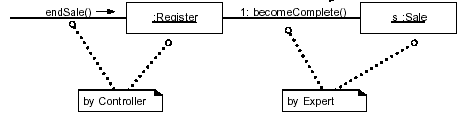 endSale()
:Register
1: becomeComplete()
s :Sale
by Controller
by Expert